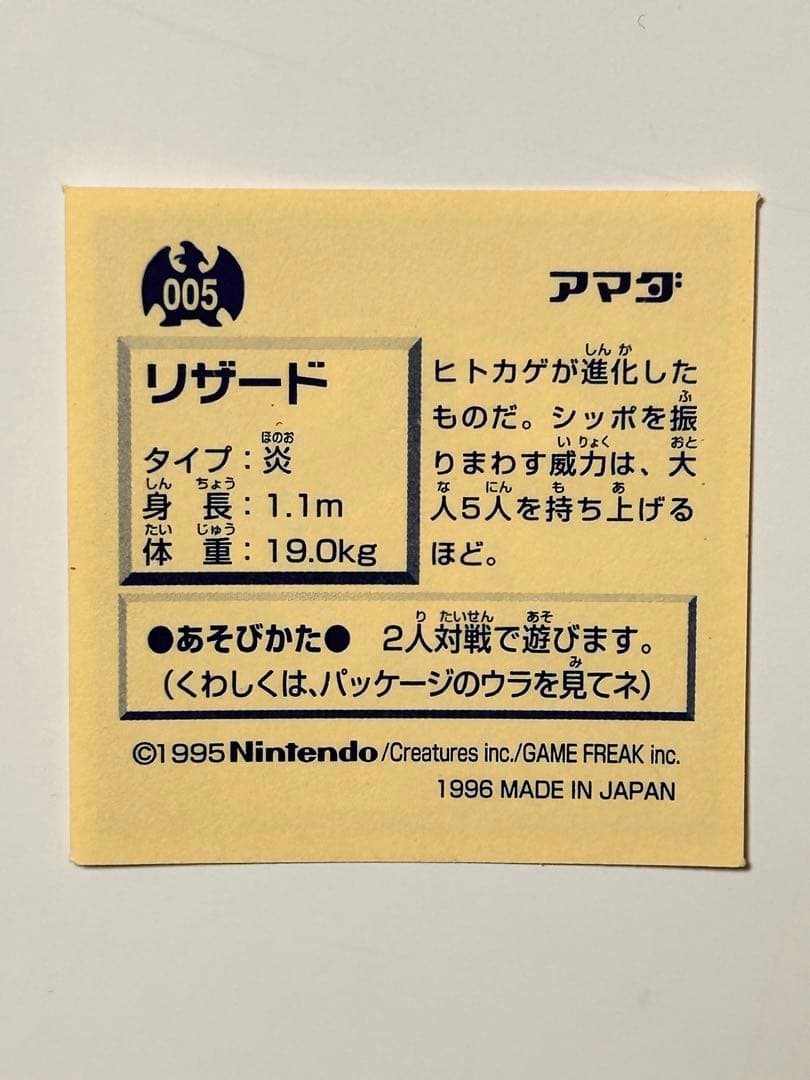 005
アマダ
リザード
タイプ：炎
身長：1.1m
体重：19.0kg
ヒトカゲが進化した
ものだ。シッポを振
りまわす威力は、大
人5人を持ち上げる
ほど。
●あそびかた●　2人対戦で遊びます。
（くわしくは、パッケージのウラを見てネ）
©1995 Nintendo/Creatures inc./GAME FREAK inc.
1996 MADE IN JAPAN